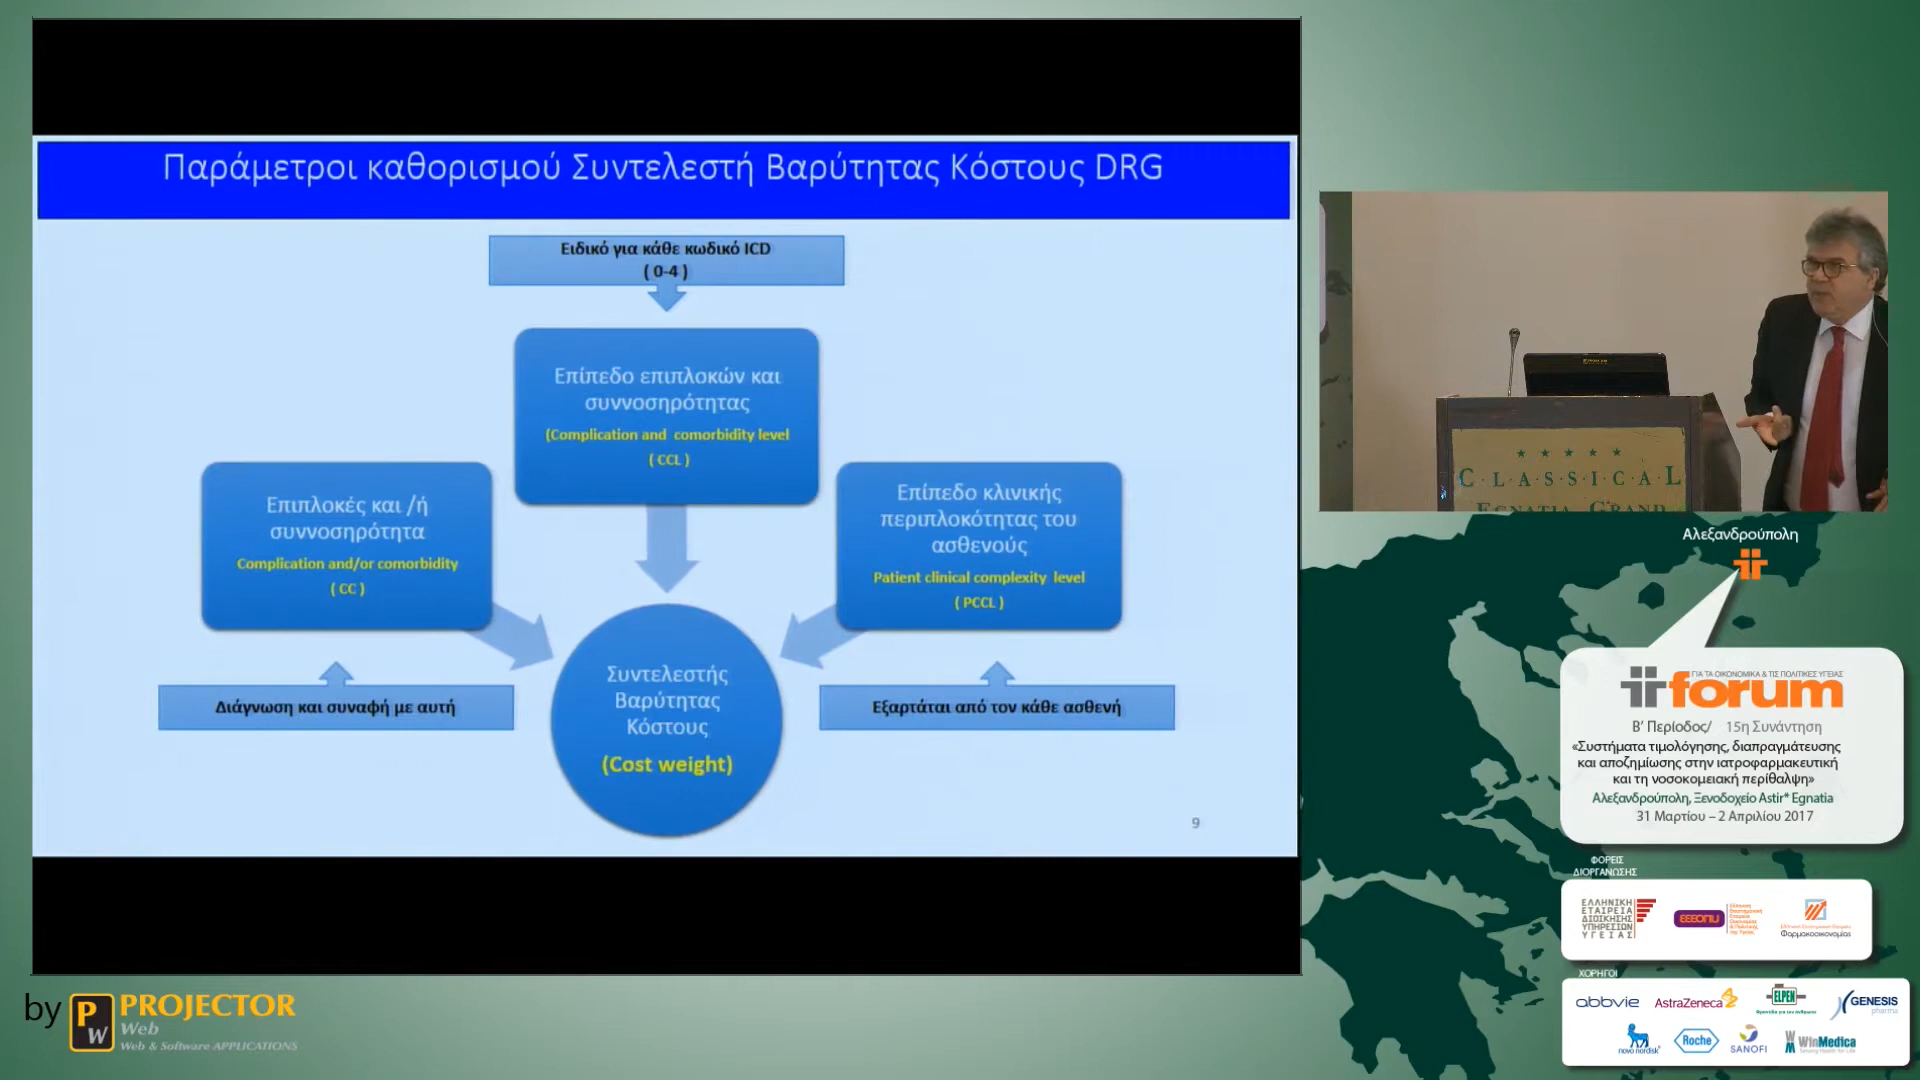 Παράμετροι καθορισμού Συντελεστή Βαρύτητας Κόστους DRG
Ειδικό για κάθε κωδικό ICD
( 0-4 )
Επίπεδο επιπλοκών και
συννοσηρότητας
(Complication and comorbidity level
( CCL )
Επιπλοκές και /ή
συννοσηρότητα
Complication and/or comorbidity
( CC )
Επίπεδο κλινικής
περιπλοκότητας του
ασθενούς
Patient clinical complexity level
( PCCL )
Διάγνωση και συναφή με αυτή
Συντελεστής
Βαρύτητας
Κόστους
(Cost weight)
Εξαρτάται από τον κάθε ασθενή
9
by PW PROJECTOR
Web
Web & Software APPLICATIONS
C·L·A·S·S·I·C·A·L
EGNATIA GRAND
Αλεξανδρούπολη
ΓΙΑ ΤΑ ΟΙΚΟΝΟΜΙΚΑ & ΤΙΣ ΠΟΛΙΤΙΚΕΣ ΥΓΕΙΑΣ
forum
Β' Περίοδος/ 15η Συνάντηση
«Συστήματα τιμολόγησης, διαπραγμάτευσης
και αποζημίωσης στην ιατροφαρμακευτική
και τη νοσοκομειακή περίθαλψη»
Αλεξανδρούπολη, Ξενοδοχείο Astir* Egnatia
31 Μαρτίου – 2 Απριλίου 2017
ΦΟΡΕΙΣ
ΔΙΟΡΓΑΝΩΣΗΣ
ΕΛΛΗΝΙΚΗ
ΕΤΑΙΡΕΙΑ
ΔΙΟΙΚΗΣΗΣ
ΥΠΗΡΕΣΙΩΝ
ΥΓΕΙΑΣ
Φαρμακοοικονομίας
ΧΟΡΗΓΟΙ
abbvie
AstraZeneca
ELPEN
Φροντίδα για τον άνθρωπο
GENESIS
pharma
novo nordisk
Roche
SANOFI
WinMedica